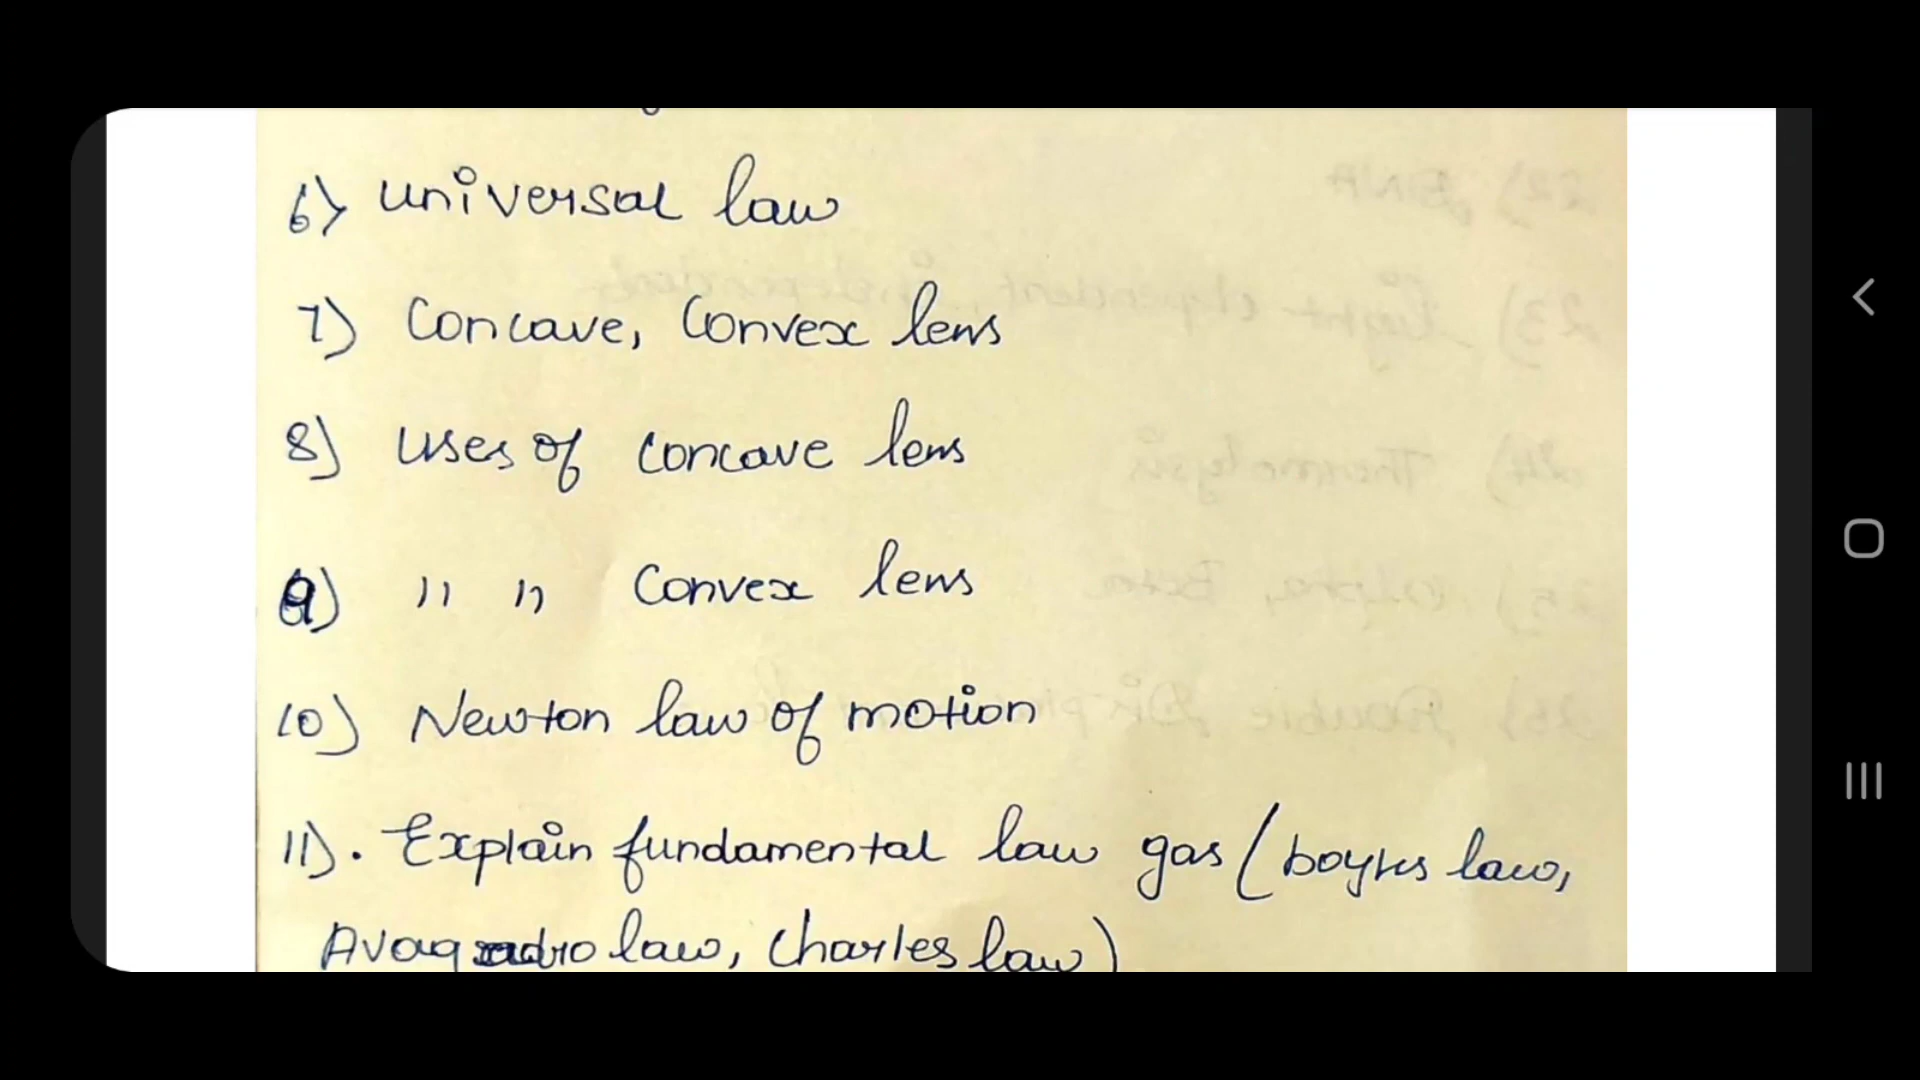 6) universal law
7) Concave, Convex lens
8) Uses of concave lens
9) " " Convex lens
10) Newton law of motion
11). Explain fundamental law gas (boyles law,
Avagadro law, Charles law)